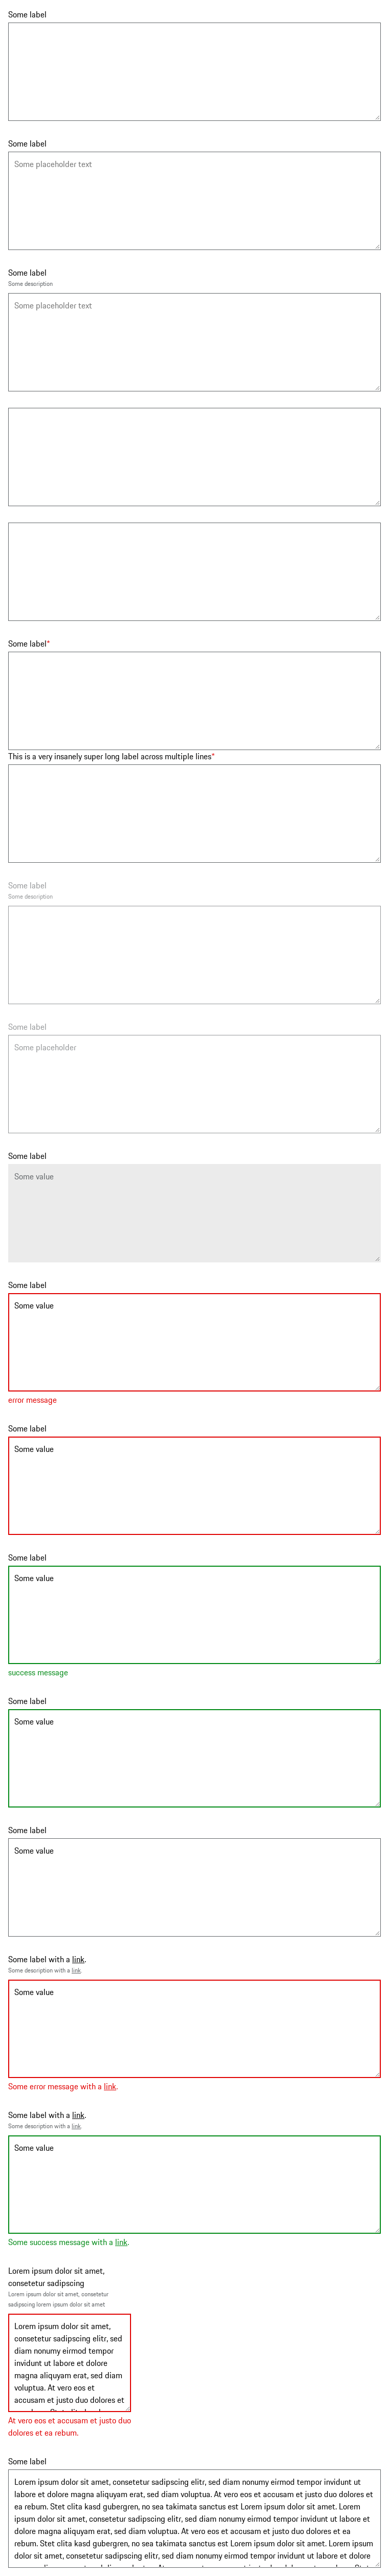 Some label
Some label
Some placeholder text
Some label
Some description
Some placeholder text
Some label*
This is a very insanely super long label across multiple lines*
Some label
Some description
Some label
Some placeholder
Some label
Some value
Some label
Some value
error message
Some label
Some value
Some label
Some value
success message
Some label
Some value
Some label
Some value
Some label with a link.
Some description with a link.
Some value
Some error message with a link.
Some label with a link.
Some description with a link.
Some value
Some success message with a link.
Lorem ipsum dolor sit amet,
consetetur sadipscing
Lorem ipsum dolor sit amet, consetetur
sadipscing lorem ipsum dolor sit amet
Lorem ipsum dolor sit amet,
consetetur sadipscing elitr, sed
diam nonumy eirmod tempor
invidunt ut labore et dolore
magna aliquyam erat, sed diam
voluptua. At vero eos et
accusam et justo duo dolores et
At vero eos et accusam et justo duo
dolores et ea rebum.
Some label
Lorem ipsum dolor sit amet, consetetur sadipscing elitr, sed diam nonumy eirmod tempor invidunt ut
labore et dolore magna aliquyam erat, sed diam voluptua. At vero eos et accusam et justo duo dolores et
ea rebum. Stet clita kasd gubergren, no sea takimata sanctus est Lorem ipsum dolor sit amet. Lorem
ipsum dolor sit amet, consetetur sadipscing elitr, sed diam nonumy eirmod tempor invidunt ut labore et
dolore magna aliquyam erat, sed diam voluptua. At vero eos et accusam et justo duo dolores et ea
rebum. Stet clita kasd gubergren, no sea takimata sanctus est Lorem ipsum dolor sit amet. Lorem ipsum
dolor sit amet, consetetur sadipscing elitr, sed diam nonumy eirmod tempor invidunt ut labore et dolore